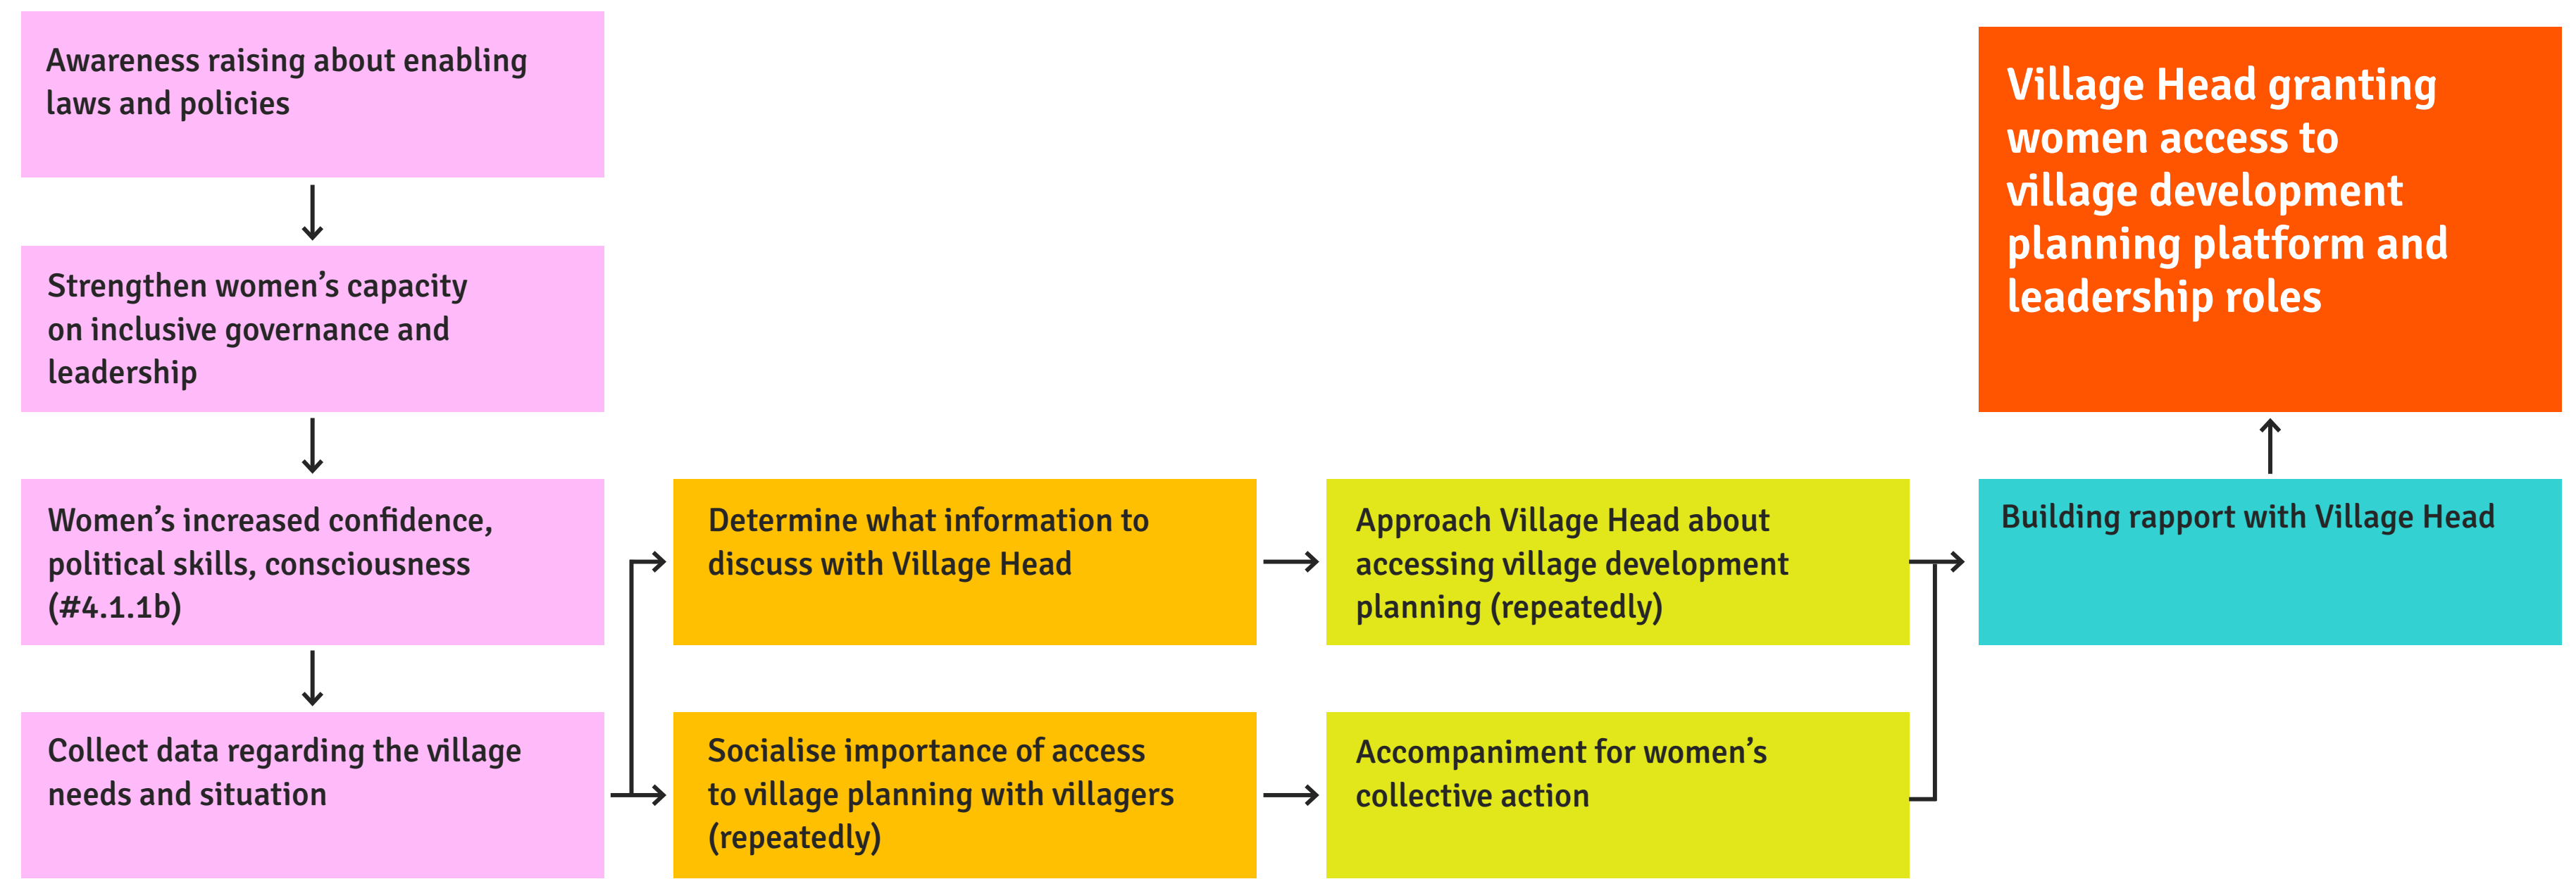 Awareness raising about enabling
laws and policies
Strengthen women’s capacity
on inclusive governance and
leadership
Women’s increased confidence,
political skills, consciousness
(#4.1.1b)
Collect data regarding the village
needs and situation
Determine what information to
discuss with Village Head
Socialise importance of access
to village planning with villagers
(repeatedly)
Approach Village Head about
accessing village development
planning (repeatedly)
Accompaniment for women’s
collective action
Building rapport with Village Head
Village Head granting
women access to
village development
planning platform and
leadership roles